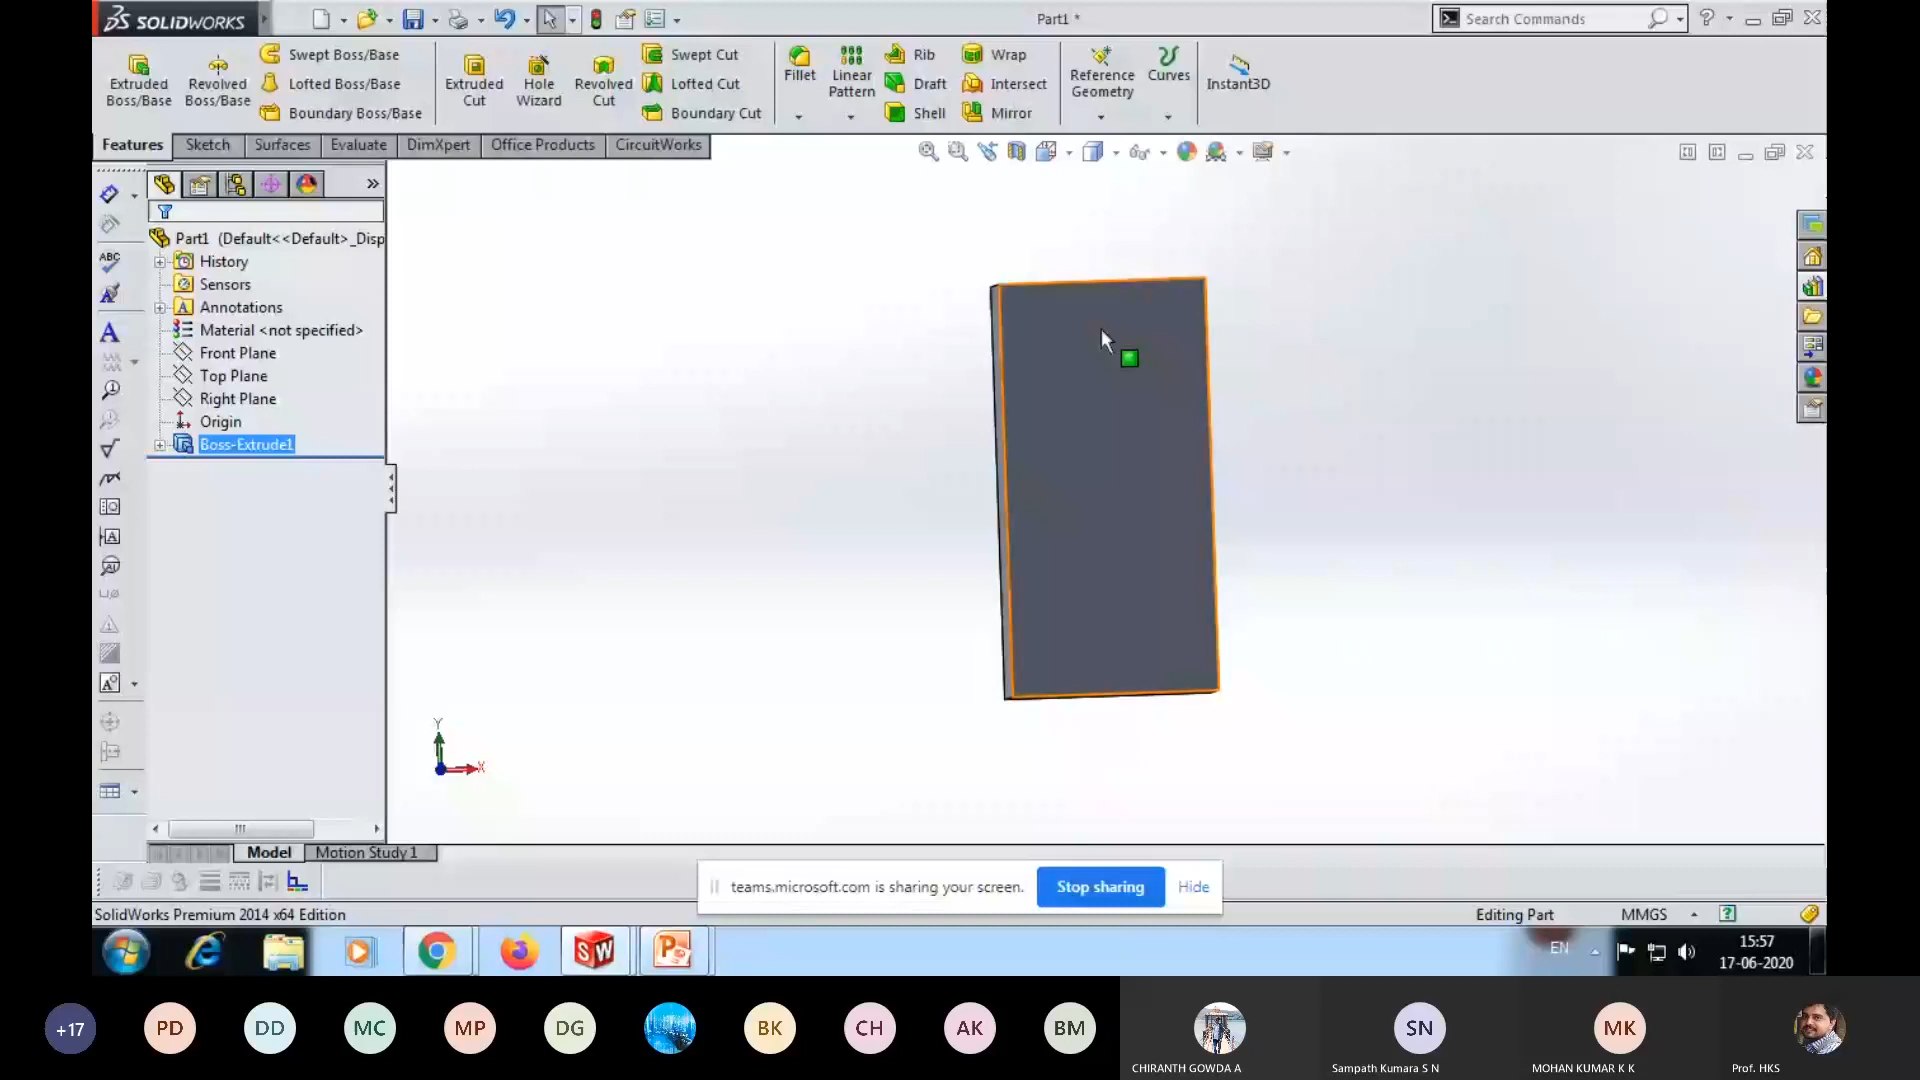 SOLIDWORKS
Part1 *
Search Commands
Extruded Boss/Base
Revolved Boss/Base
Swept Boss/Base
Lofted Boss/Base
Boundary Boss/Base
Extruded Cut
Hole Wizard
Revolved Cut
Swept Cut
Lofted Cut
Boundary Cut
Fillet
Linear Pattern
Rib
Draft
Shell
Wrap
Intersect
Mirror
Reference Geometry
Curves
Instant3D
Features Sketch Surfaces Evaluate DimXpert Office Products CircuitWorks
Part1 (Default<<Default>_Disp
History
Sensors
Annotations
Material <not specified>
Front Plane
Top Plane
Right Plane
Origin
Boss-Extrude1
ABC
Y
X
Model Motion Study 1
teams.microsoft.com is sharing your screen. Stop sharing Hide
SolidWorks Premium 2014 x64 Edition
Editing Part MMGS
EN
15:57
17-06-2020
+17 PD DD MC MP DG BK CH AK BM SN MK
CHIRANTH GOWDA A Sampath Kumara S N MOHAN KUMAR K K Prof. HKS